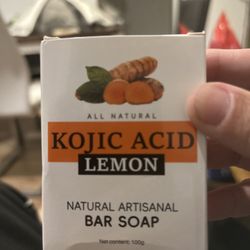 ALL NATURAL
KOJIC ACID
LEMON
NATURAL ARTISANAL
BAR SOAP
Net content: 100g